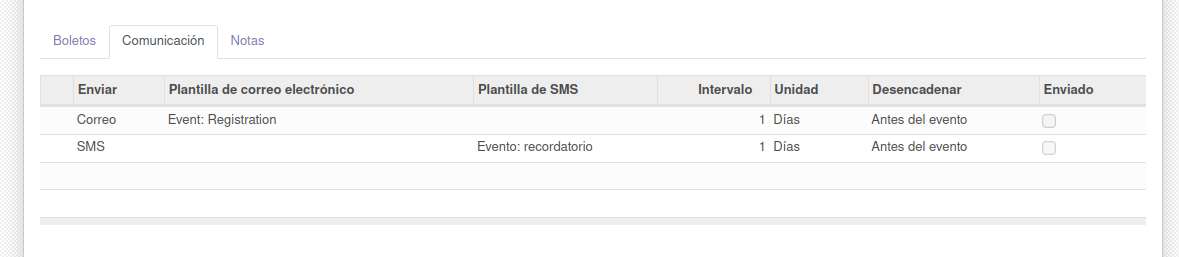 Boletos Comunicación Notas
Enviar Plantilla de correo electrónico Plantilla de SMS Intervalo Unidad Desencadenar Enviado
Correo Event: Registration 1 Días Antes del evento
SMS Evento: recordatorio 1 Días Antes del evento